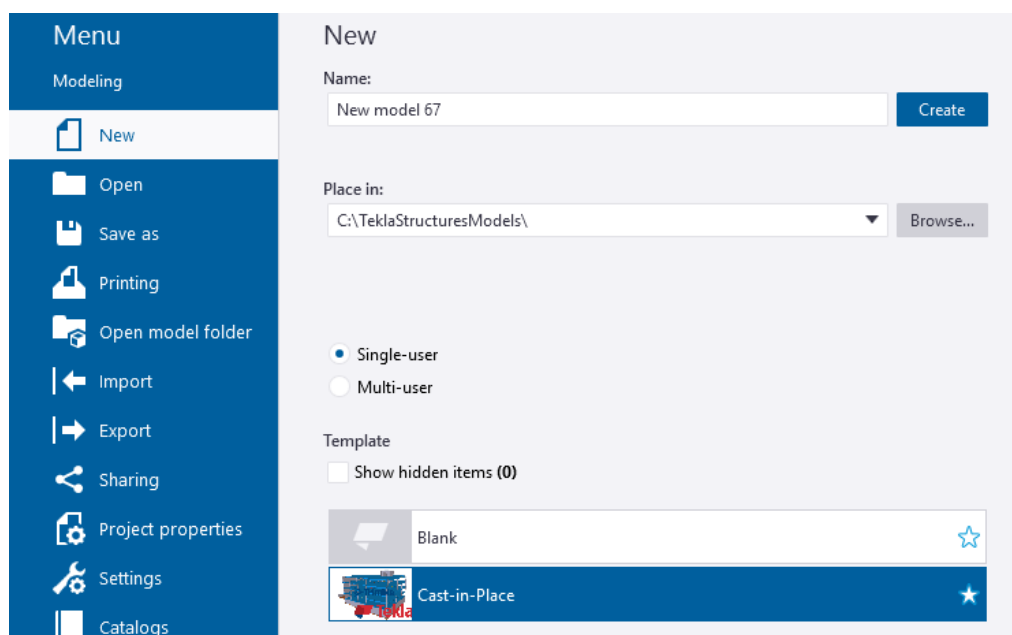 Menu
Modeling
New
Open
Save as
Printing
Open model folder
Import
Export
Sharing
Project properties
Settings
Catalogs
New
Name:
New model 67
Create
Place in:
C:\TeklaStructuresModels\
Browse...
Single-user
Multi-user
Template
Show hidden items (0)
Blank
Tekla
Cast-in-Place